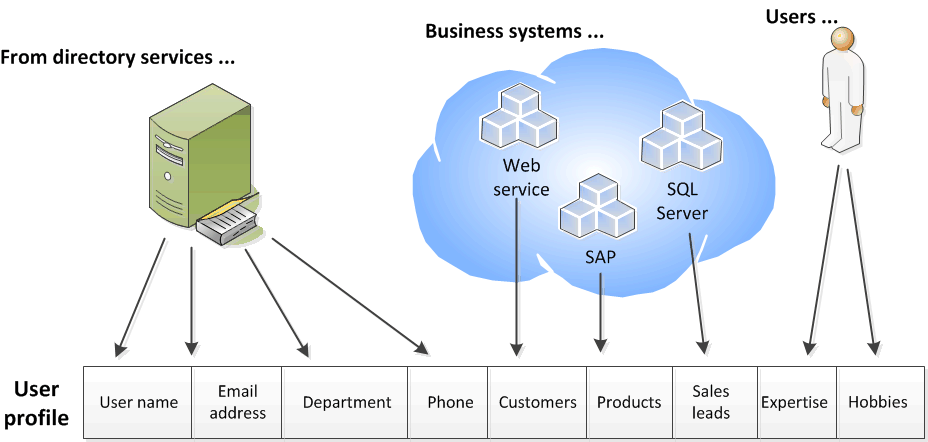 From directory services ...
Business systems ...
Users ...
Web
service
SQL
Server
SAP
User
profile
User name
Email
address
Department
Phone
Customers
Products
Sales
leads
Expertise
Hobbies